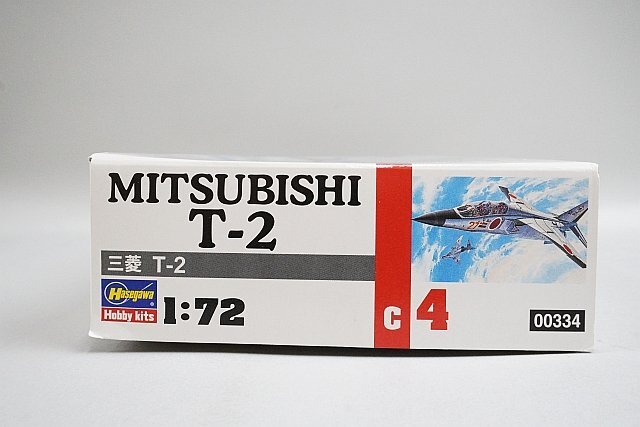 MITSUBISHI
T-2
三菱 T-2
Hasegawa
Hobby kits
1:72
C 4
00334